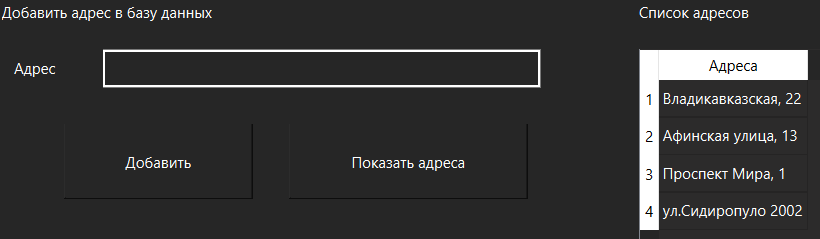 Добавить адрес в базу данных
Адрес
Добавить
Показать адреса
Список адресов
Адреса
1 Владикавказская, 22
2 Афинская улица, 13
3 Проспект Мира, 1
4 ул.Сидиропуло 2002